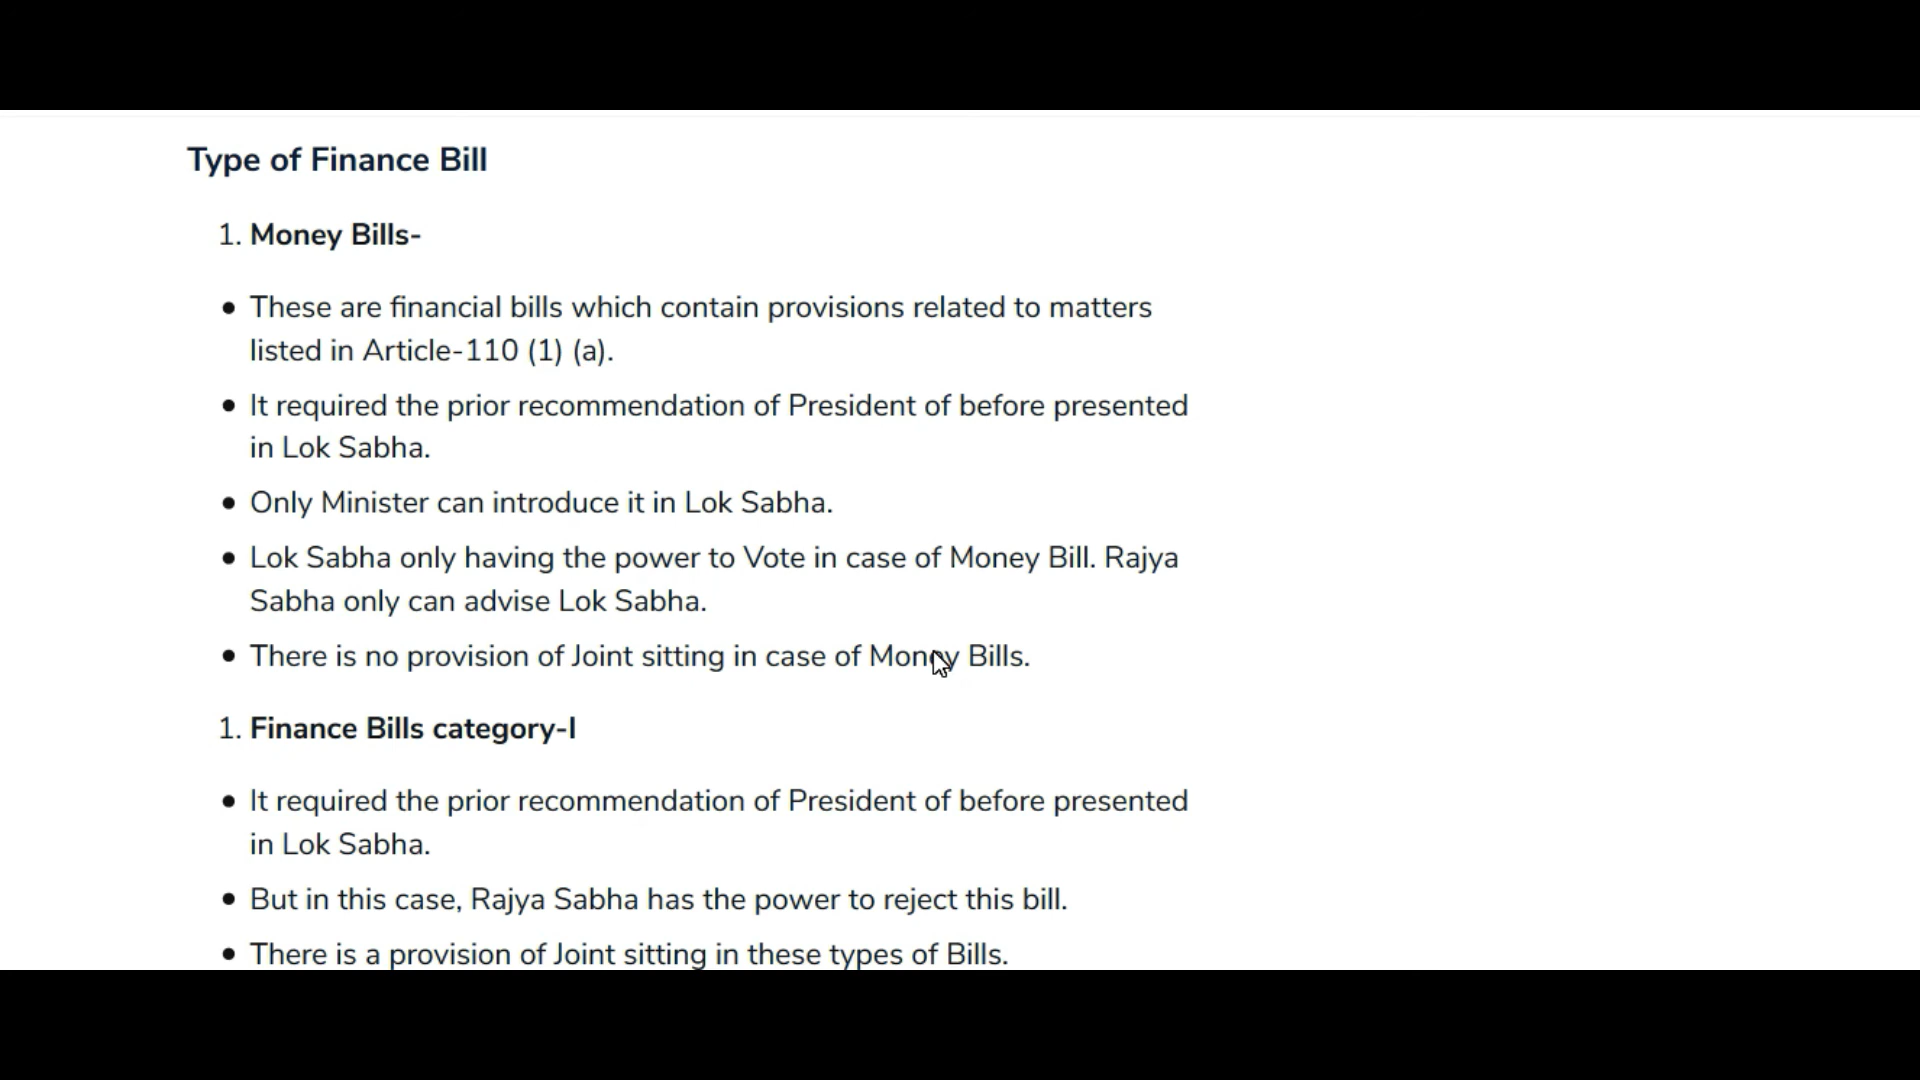 Type of Finance Bill
1. Money Bills-
● These are financial bills which contain provisions related to matters
listed in Article-110 (1) (a).
● It required the prior recommendation of President of before presented
in Lok Sabha.
● Only Minister can introduce it in Lok Sabha.
● Lok Sabha only having the power to Vote in case of Money Bill. Rajya
Sabha only can advise Lok Sabha.
● There is no provision of Joint sitting in case of Money Bills.
1. Finance Bills category-I
● It required the prior recommendation of President of before presented
in Lok Sabha.
● But in this case, Rajya Sabha has the power to reject this bill.
● There is a provision of Joint sitting in these types of Bills.